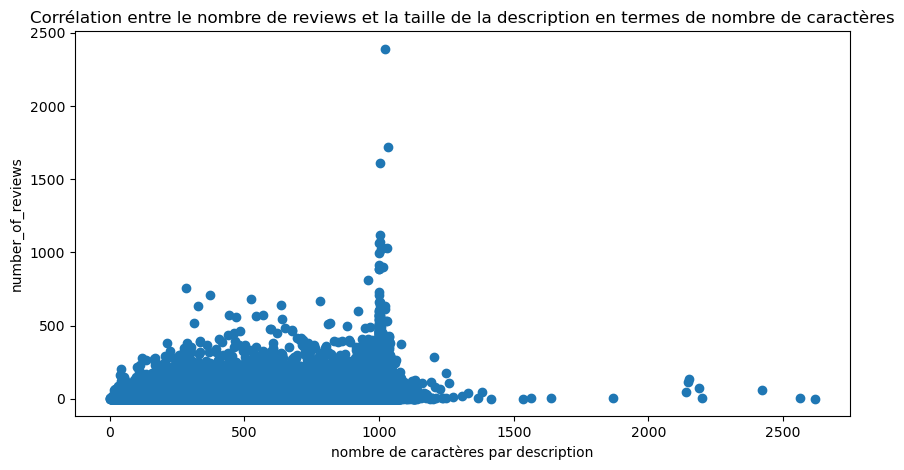 Corrélation entre le nombre de reviews et la taille de la description en termes de nombre de caractères
2500
2000
1500
1000
500
0
number_of_reviews
0 500 1000 1500 2000 2500
nombre de caractères par description